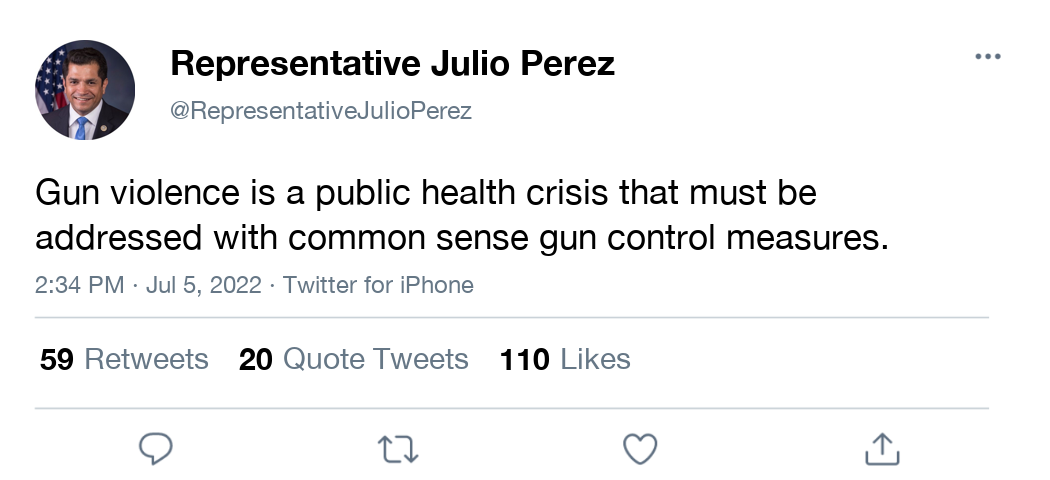 Representative Julio Perez
@RepresentativeJulioPerez
Gun violence is a public health crisis that must be
addressed with common sense gun control measures.
2:34 PM · Jul 5, 2022 · Twitter for iPhone
59 Retweets 20 Quote Tweets 110 Likes